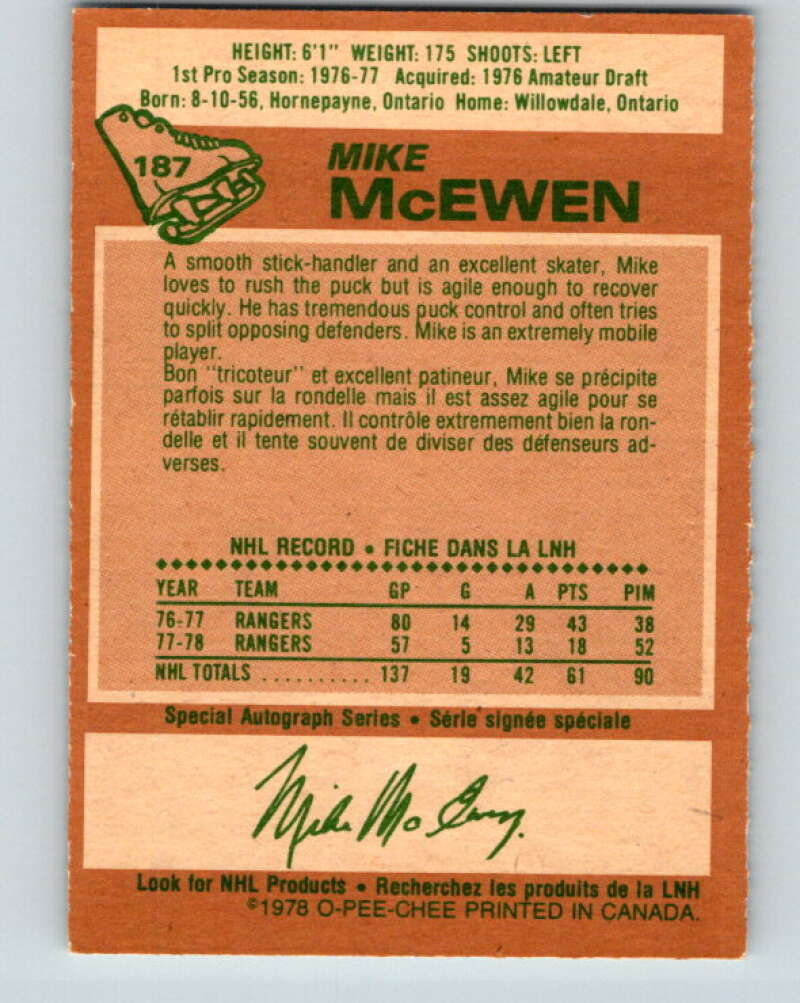 HEIGHT: 6'1" WEIGHT: 175 SHOOTS: LEFT
1st Pro Season: 1976-77 Acquired: 1976 Amateur Draft
Born: 8-10-56, Hornepayne, Ontario Home: Willowdale, Ontario
187
MIKE
McEWEN
A smooth stick-handler and an excellent skater, Mike
loves to rush the puck but is agile enough to recover
quickly. He has tremendous puck control and often tries
to split opposing defenders. Mike is an extremely mobile
player.
Bon "tricoteur" et excellent patineur, Mike se précipite
parfois sur la rondelle mais il est assez agile pour se
rétablir rapidement. Il contrôle extremement bien la ron-
delle et il tente souvent de diviser des défenseurs ad-
verses.
NHL RECORD • FICHE DANS LA LNH
YEAR TEAM GP G A PTS PIM
76-77 RANGERS 80 14 29 43 38
77-78 RANGERS 57 5 13 18 52
NHL TOTALS .......... 137 19 42 61 90
Special Autograph Series • Série signée spéciale
Mike McEwen
Look for NHL Products • Recherchez les produits de la LNH
©1978 O-PEE-CHEE PRINTED IN CANADA.